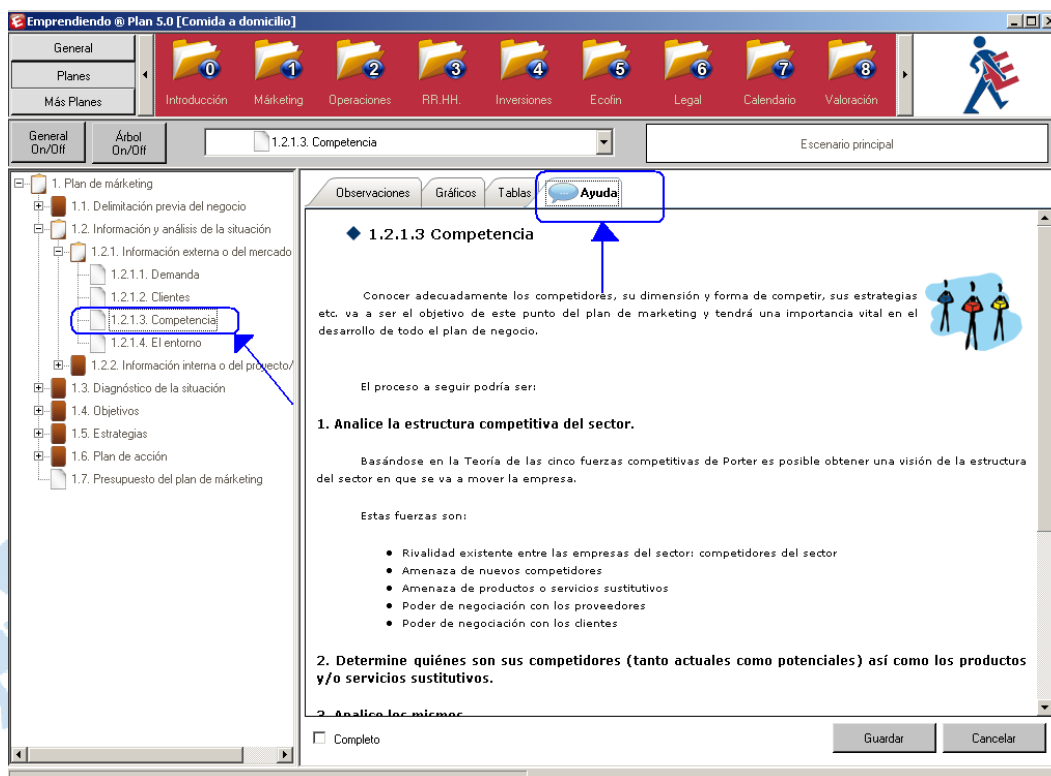 Emprendiendo ® Plan 5.0 [Comida a domicilio]
General
Planes
Más Planes
0 1 2 3 4 5 6 7 8
Introducción Márketing Operaciones RR.HH. Inversiones Ecofin Legal Calendario Valoración
General On/Off
Árbol On/Off
1.2.1.3. Competencia
Escenario principal
1. Plan de márketing
1.1. Delimitación previa del negocio
1.2. Información y análisis de la situación
1.2.1. Información externa o del mercado
1.2.1.1. Demanda
1.2.1.2. Clientes
1.2.1.3. Competencia
1.2.1.4. El entorno
1.2.2. Información interna o del proyecto/
1.3. Diagnóstico de la situación
1.4. Objetivos
1.5. Estrategias
1.6. Plan de acción
1.7. Presupuesto del plan de márketing
Observaciones Gráficos Tablas Ayuda
1.2.1.3 Competencia
Conocer adecuadamente los competidores, su dimensión y forma de competir, sus estrategias
etc. va a ser el objetivo de este punto del plan de marketing y tendrá una importancia vital en el
desarrollo de todo el plan de negocio.
El proceso a seguir podría ser:
1. Analice la estructura competitiva del sector.
Basándose en la Teoría de las cinco fuerzas competitivas de Porter es posible obtener una visión de la estructura
del sector en que se va a mover la empresa.
Estas fuerzas son:
• Rivalidad existente entre las empresas del sector: competidores del sector
• Amenaza de nuevos competidores
• Amenaza de productos o servicios sustitutivos
• Poder de negociación con los proveedores
• Poder de negociación con los clientes
2. Determine quiénes son sus competidores (tanto actuales como potenciales) así como los productos
y/o servicios sustitutivos.
3. Analice los mismos
Completo
Guardar Cancelar